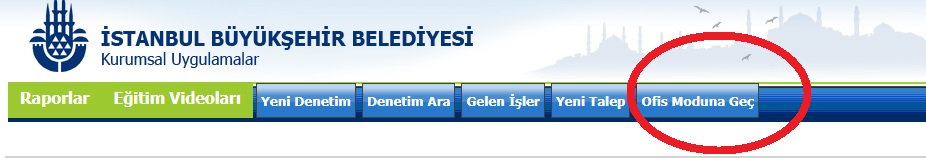 İSTANBUL BÜYÜKŞEHİR BELEDİYESİ
Kurumsal Uygulamalar
Raporlar Eğitim Videoları Yeni Denetim Denetim Ara Gelen İşler Yeni Talep Ofis Moduna Geç